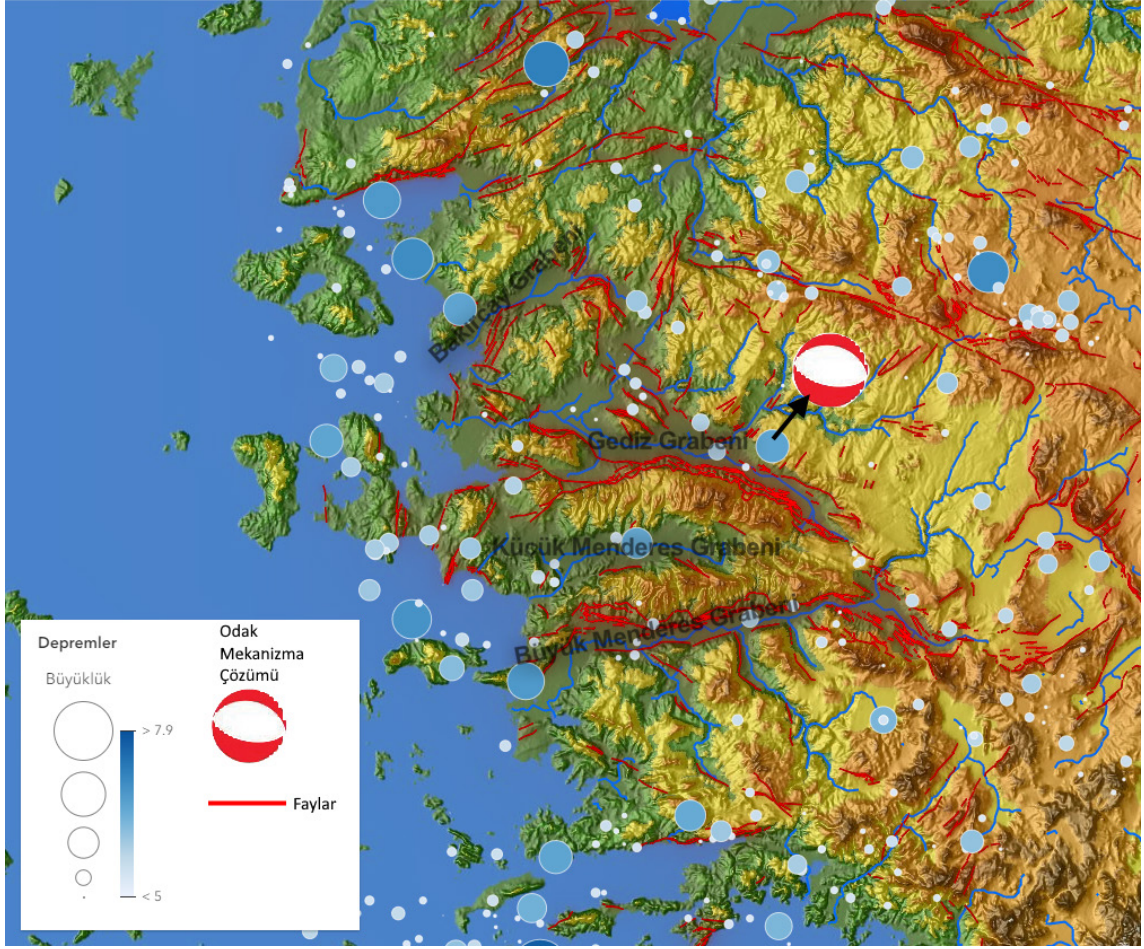 Bakırçay Grabeni
Gediz Grabeni
Küçük Menderes Grabeni
Büyük Menderes Grabeni
Depremler
Büyüklük
> 7.9
< 5
Odak
Mekanizma
Çözümü
Faylar